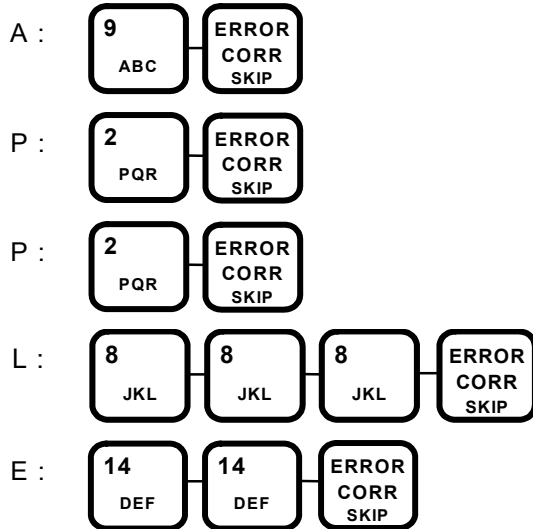 A : 9 ERROR
ABC CORR
SKIP
P : 2 ERROR
PQR CORR
SKIP
P : 2 ERROR
PQR CORR
SKIP
L : 8 8 8 ERROR
JKL JKL JKL CORR
SKIP
E : 14 14 ERROR
DEF DEF CORR
SKIP